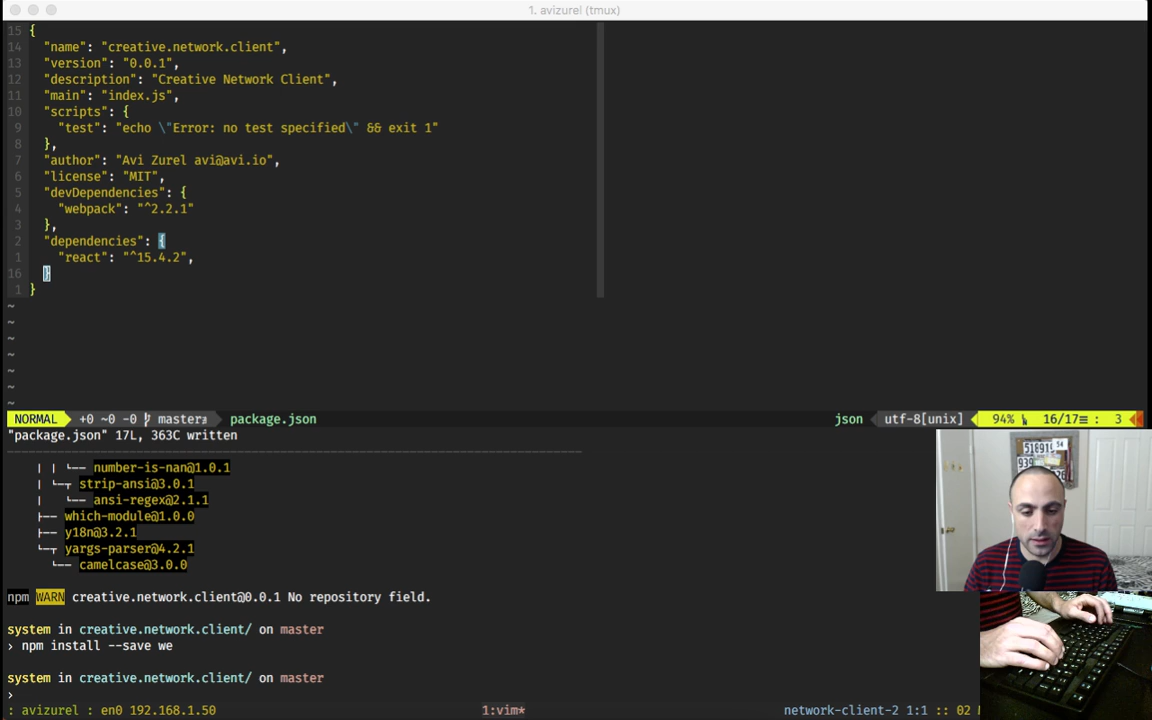 1. avizurel (tmux)
15 {
14 "name": "creative.network.client",
13 "version": "0.0.1",
12 "description": "Creative Network Client",
11 "main": "index.js",
10 "scripts": {
9 "test": "echo \"Error: no test specified\" && exit 1"
8 },
7 "author": "Avi Zurel avi@avi.io",
6 "license": "MIT",
5 "devDependencies": {
4 "webpack": "^2.2.1"
3 },
2 "dependencies": {
1 "react": "^15.4.2",
16 }
1 }
~
~
~
~
~
~
~
NORMAL +0 ~0 -0 master package.json json utf-8[unix] 94% 16/17 : 3
"package.json" 17L, 363C written
| | └── number-is-nan@1.0.1
| └─┬ strip-ansi@3.0.1
| └── ansi-regex@2.1.1
├── which-module@1.0.0
├── y18n@3.2.1
└─┬ yargs-parser@4.2.1
└── camelcase@3.0.0
npm WARN creative.network.client@0.0.1 No repository field.
system in creative.network.client/ on master
› npm install --save we
system in creative.network.client/ on master
›
: avizurel : en0 192.168.1.50 1:vim* network-client-2 1:1 :: 02